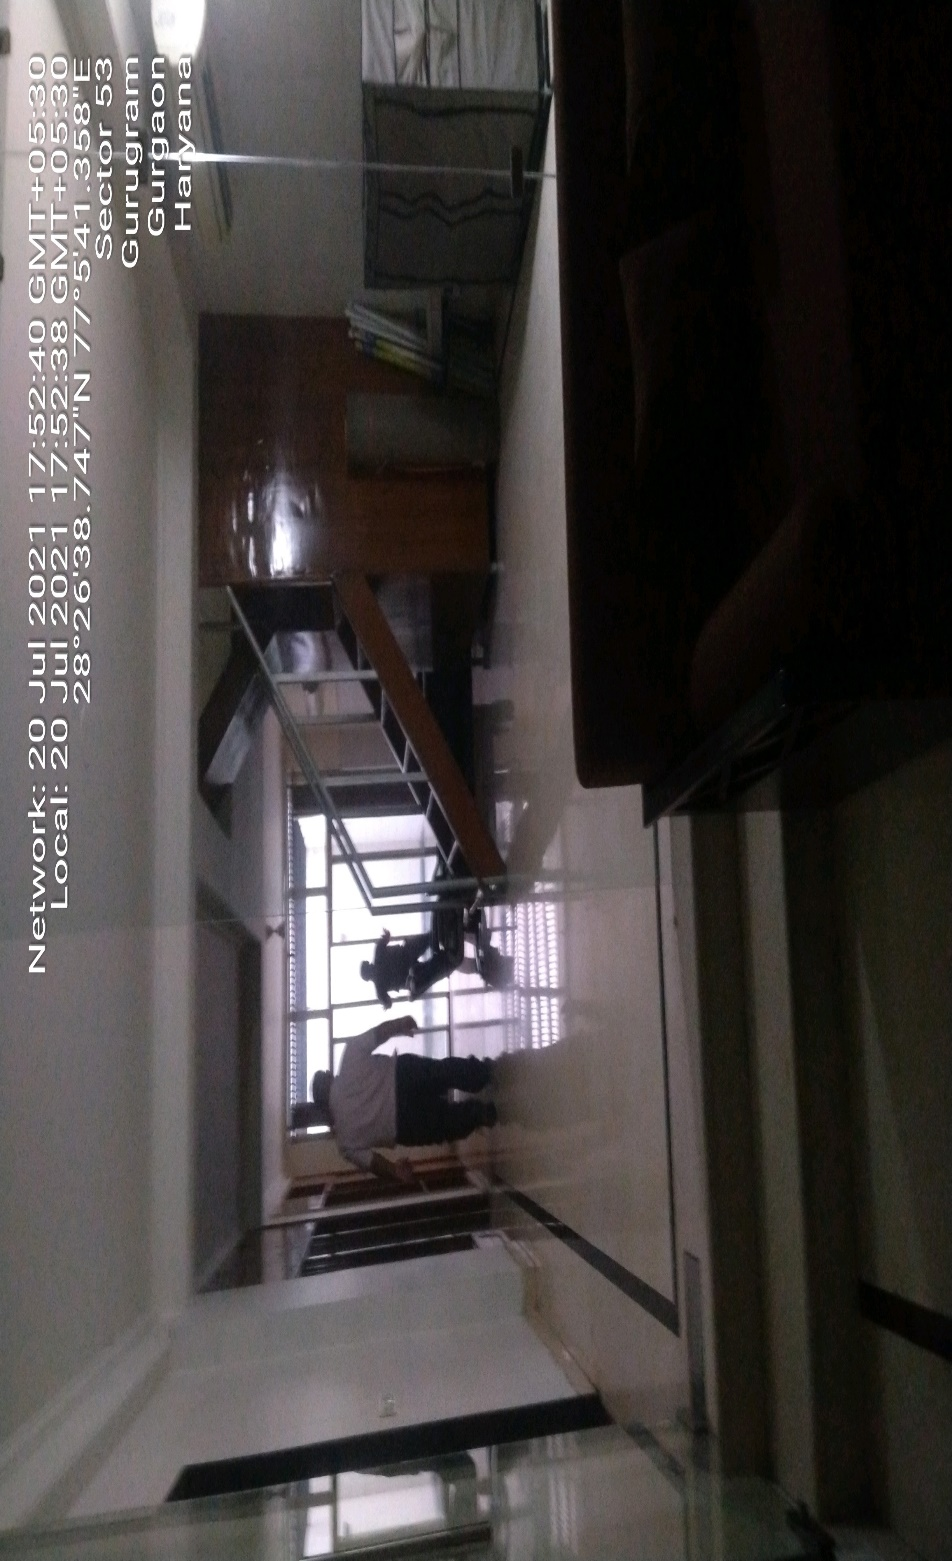 Network: 20 Jul 2021 17:52:40 GMT+05:30
Local: 20 Jul 2021 17:52:38 GMT+05:30
28°26'38.747"N 77°5'41.358"E
Sector 53
Gurugram
Gurgaon
Haryana